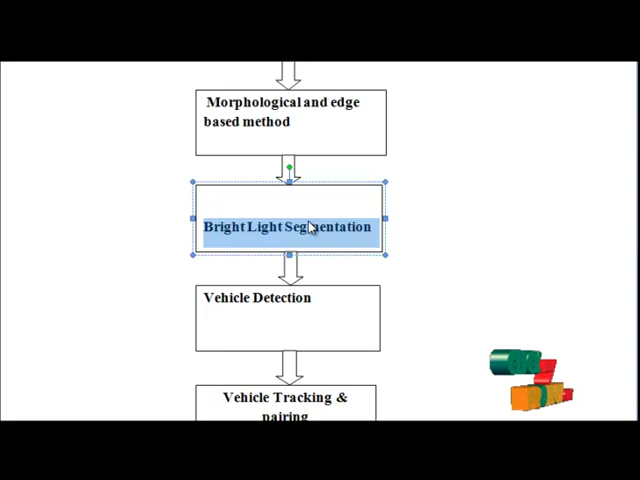 Morphological and edge
based method
Bright Light Segmentation
Vehicle Detection
Vehicle Tracking &
pairing